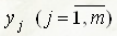 $y_j \ (j = \overline{1, m})$